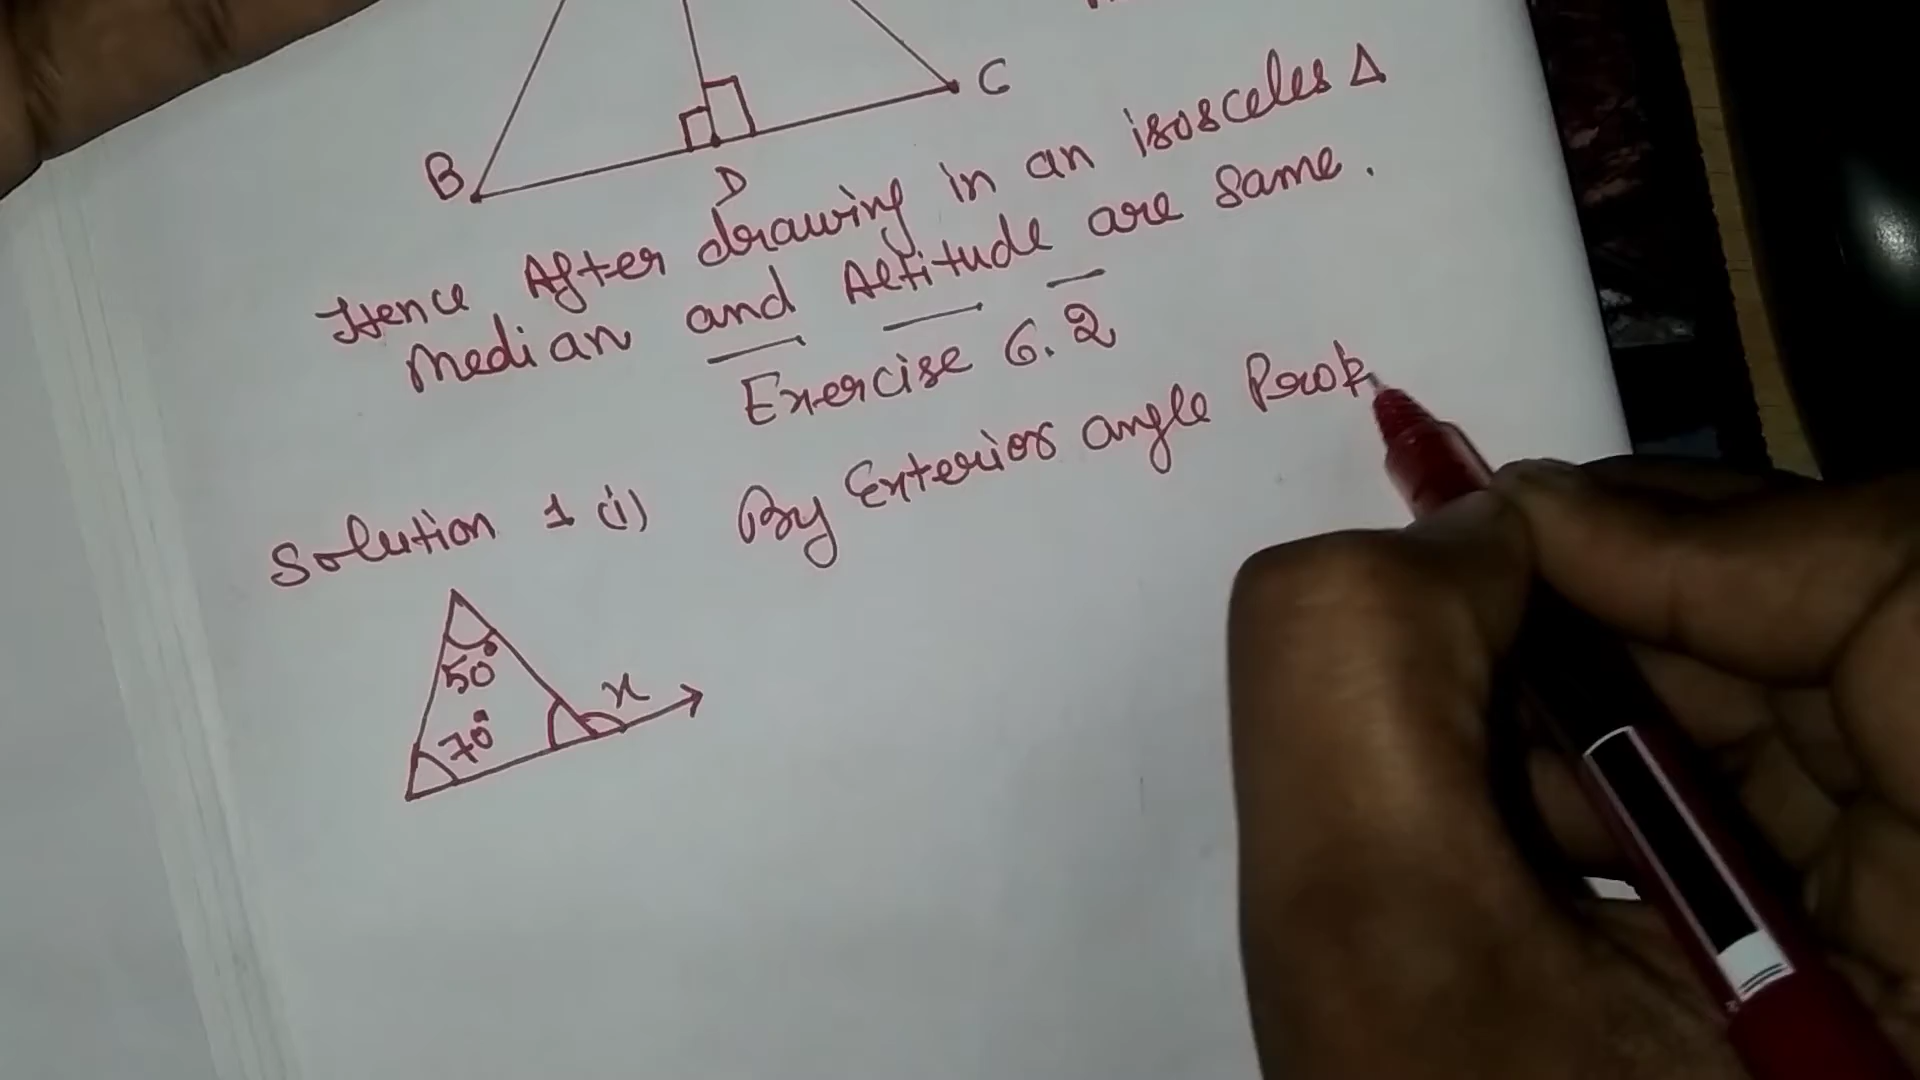 C
B
D
Hence After drawing in an isosceles Δ
Median and Altitude are same.
Exercise 6.2
Solution 1 (i) By Exterior angle Prop
50°
70°
x